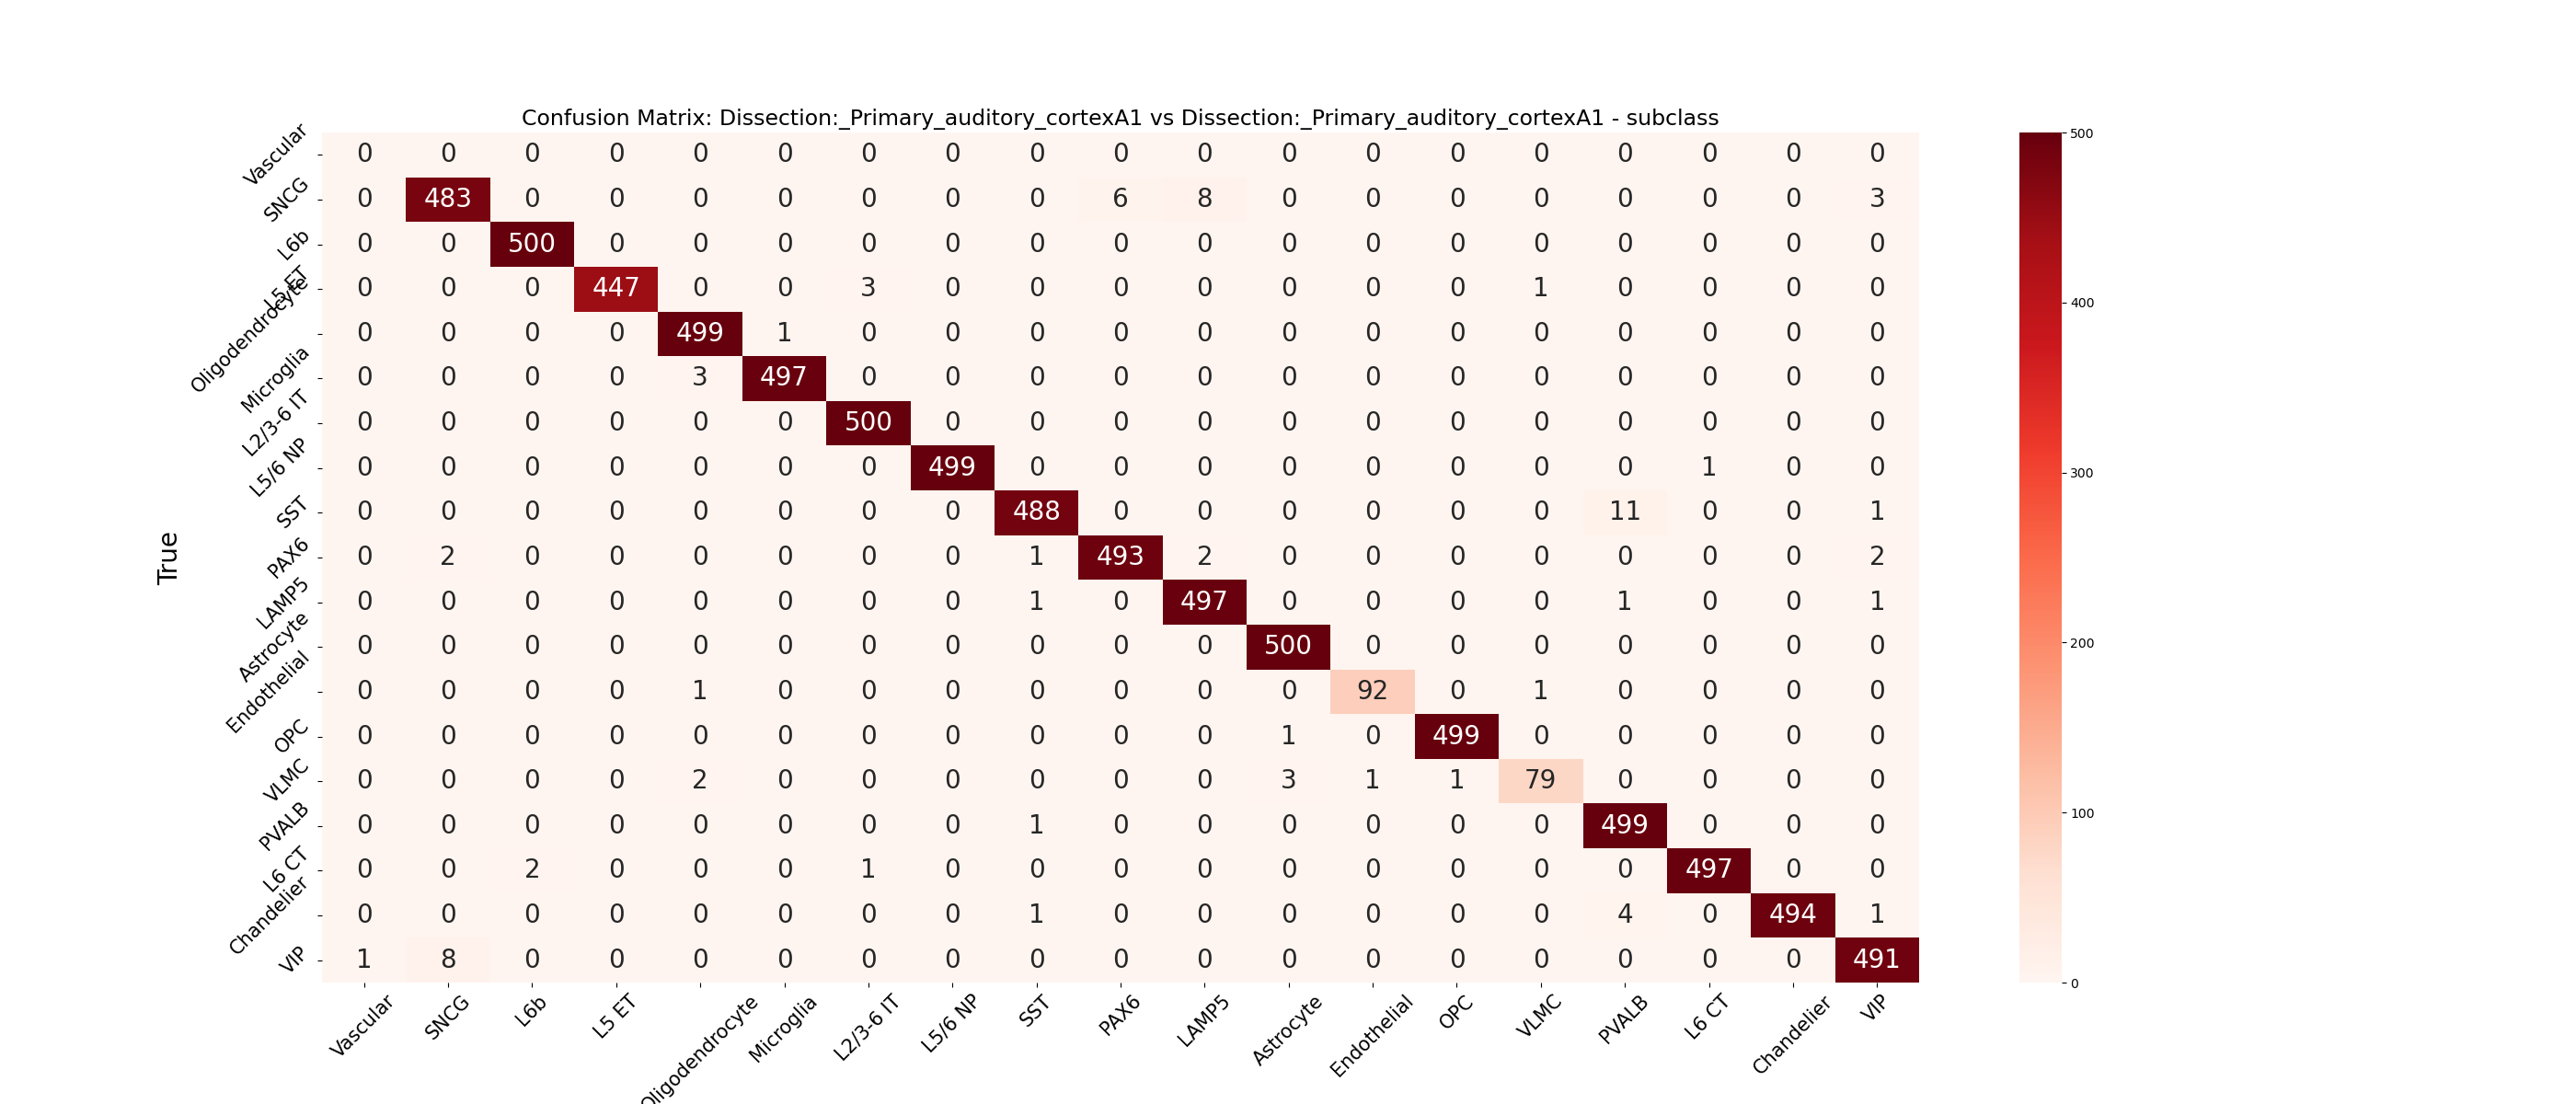 Confusion Matrix: Dissection:_Primary_auditory_cortexA1 vs Dissection:_Primary_auditory_cortexA1 - subclass
True
Vascular 0 0 0 0 0 0 0 0 0 0 0 0 0 0 0 0 0 0 0
SNCG 0 483 0 0 0 0 0 0 0 6 8 0 0 0 0 0 0 0 3
L6b 0 0 500 0 0 0 0 0 0 0 0 0 0 0 0 0 0 0 0
L5 ET 0 0 0 447 0 0 3 0 0 0 0 0 0 0 1 0 0 0 0
Oligodendrocyte 0 0 0 0 499 1 0 0 0 0 0 0 0 0 0 0 0 0 0
Microglia 0 0 0 0 3 497 0 0 0 0 0 0 0 0 0 0 0 0 0
L2/3-6 IT 0 0 0 0 0 0 500 0 0 0 0 0 0 0 0 0 0 0 0
L5/6 NP 0 0 0 0 0 0 0 499 0 0 0 0 0 0 0 0 1 0 0
SST 0 0 0 0 0 0 0 0 488 0 0 0 0 0 0 11 0 0 1
PAX6 0 2 0 0 0 0 0 0 1 493 2 0 0 0 0 0 0 0 2
LAMP5 0 0 0 0 0 0 0 0 1 0 497 0 0 0 0 1 0 0 1
Astrocyte 0 0 0 0 0 0 0 0 0 0 0 500 0 0 0 0 0 0 0
Endothelial 0 0 0 0 1 0 0 0 0 0 0 0 92 0 1 0 0 0 0
OPC 0 0 0 0 0 0 0 0 0 0 0 1 0 499 0 0 0 0 0
VLMC 0 0 0 0 2 0 0 0 0 0 0 3 1 1 79 0 0 0 0
PVALB 0 0 0 0 0 0 0 0 1 0 0 0 0 0 0 499 0 0 0
L6 CT 0 0 2 0 0 0 1 0 0 0 0 0 0 0 0 0 497 0 0
Chandelier 0 0 0 0 0 0 0 0 1 0 0 0 0 0 0 4 0 494 1
VIP 1 8 0 0 0 0 0 0 0 0 0 0 0 0 0 0 0 0 491
Vascular SNCG L6b L5 ET Oligodendrocyte Microglia L2/3-6 IT L5/6 NP SST PAX6 LAMP5 Astrocyte Endothelial OPC VLMC PVALB L6 CT Chandelier VIP
500
400
300
200
100
0